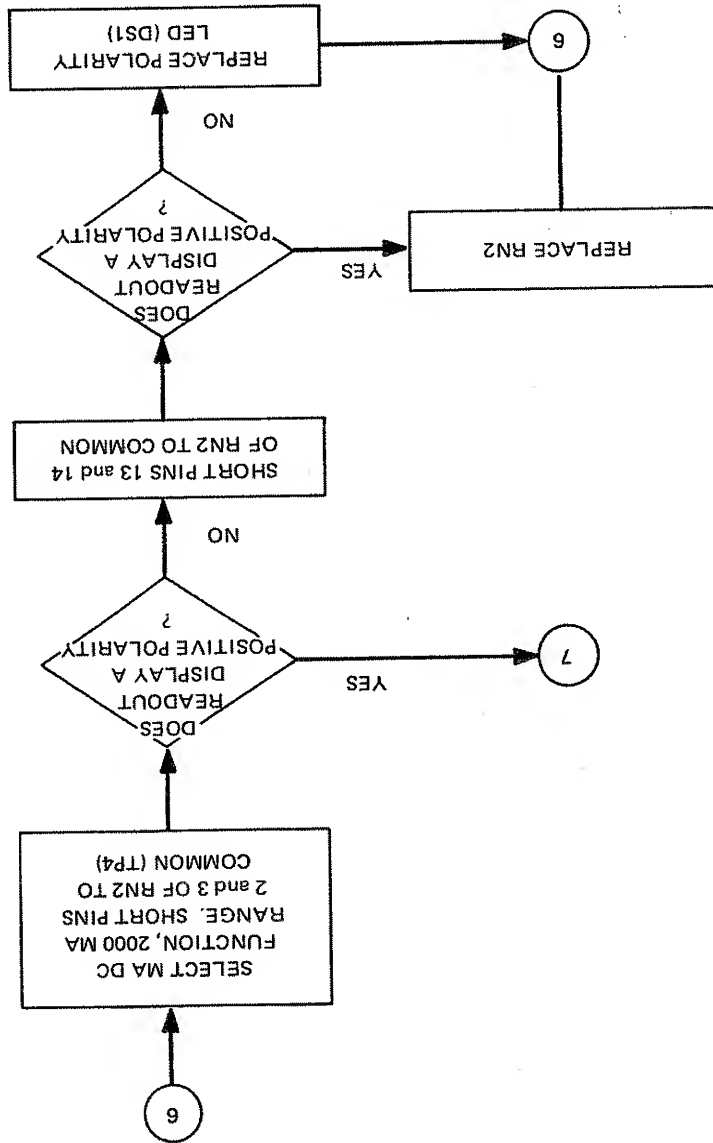 6
SELECT MA DC
FUNCTION, 2000 MA
RANGE. SHORT PINS
2 and 3 OF RN2 TO
COMMON (TP4)
DOES
READOUT
DISPLAY A
POSITIVE POLARITY
?
YES
7
NO
SHORT PINS 13 and 14
OF RN2 TO COMMON
DOES
READOUT
DISPLAY A
POSITIVE POLARITY
?
YES
REPLACE RN2
NO
REPLACE POLARITY
LED (DS1)
6